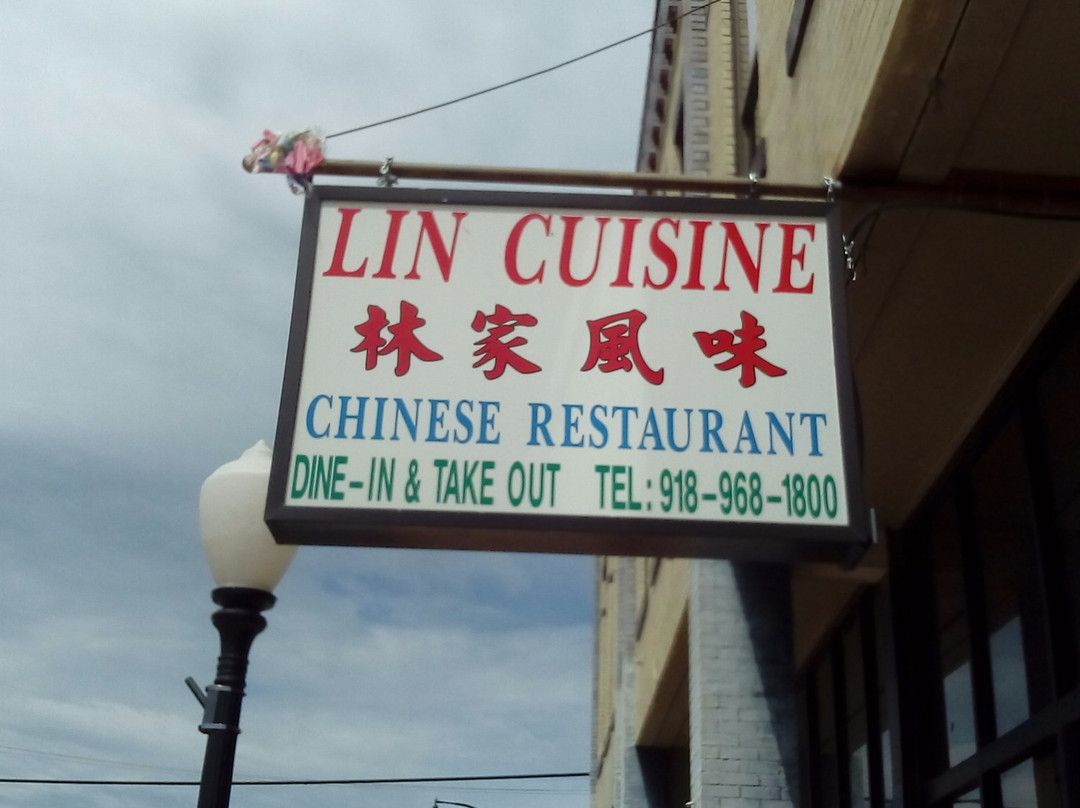 LIN CUISINE
林家風味
CHINESE RESTAURANT
DINE-IN & TAKE OUT TEL: 918-968-1800